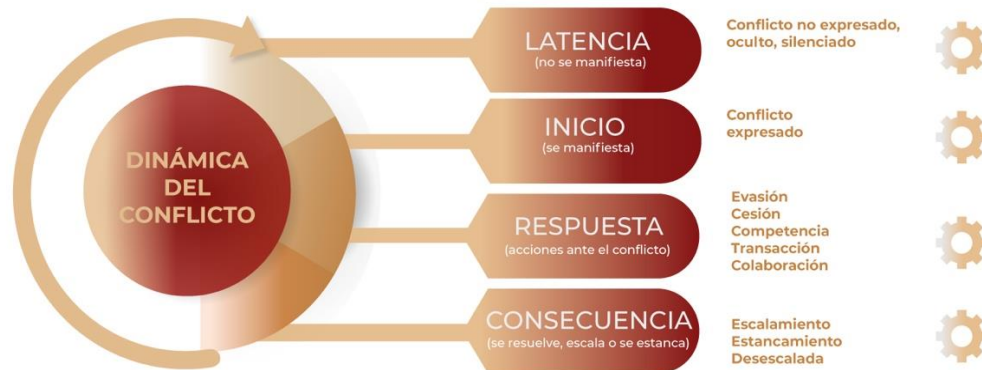 DINÁMICA
DEL
CONFLICTO
LATENCIA
(no se manifiesta)
Conflicto no expresado,
oculto, silenciado
INICIO
(se manifiesta)
Conflicto
expresado
RESPUESTA
(acciones ante el conflicto)
Evasión
Cesión
Competencia
Transacción
Colaboración
CONSECUENCIA
(se resuelve, escala o se estanca)
Escalamiento
Estancamiento
Desescalada